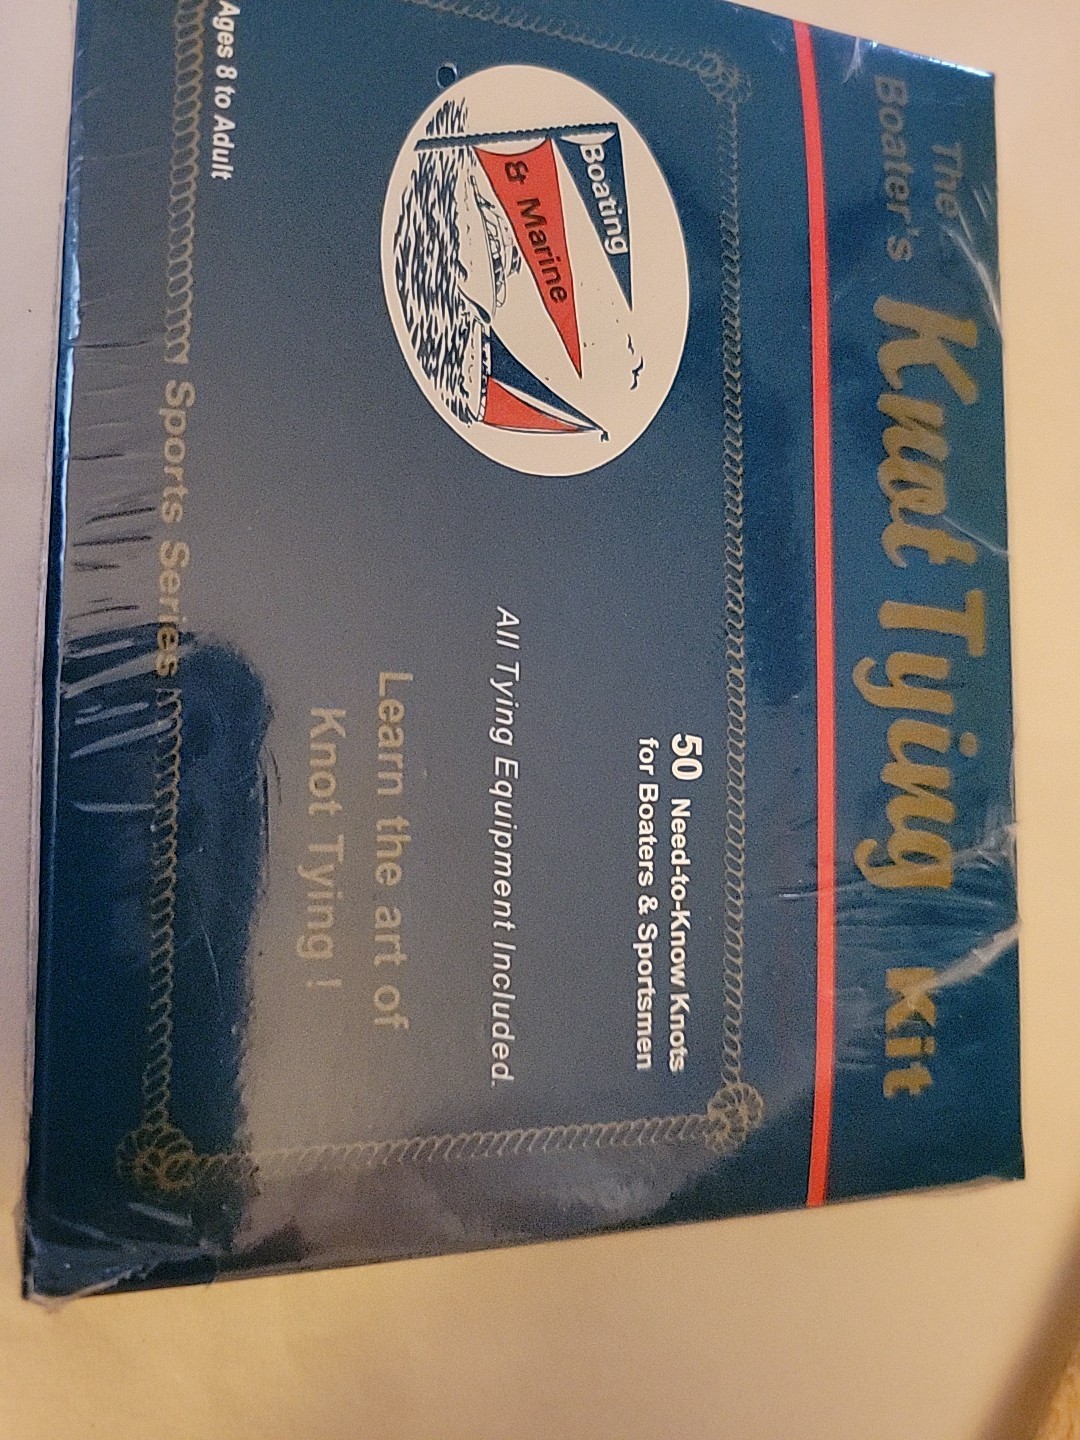 The
Boater's
Knot Tying Kit
Boating
& Marine
50 Need-to-Know Knots
for Boaters & Sportsmen
All Tying Equipment Included.
Learn the art of
Knot Tying !
Sports Series
Ages 8 to Adult